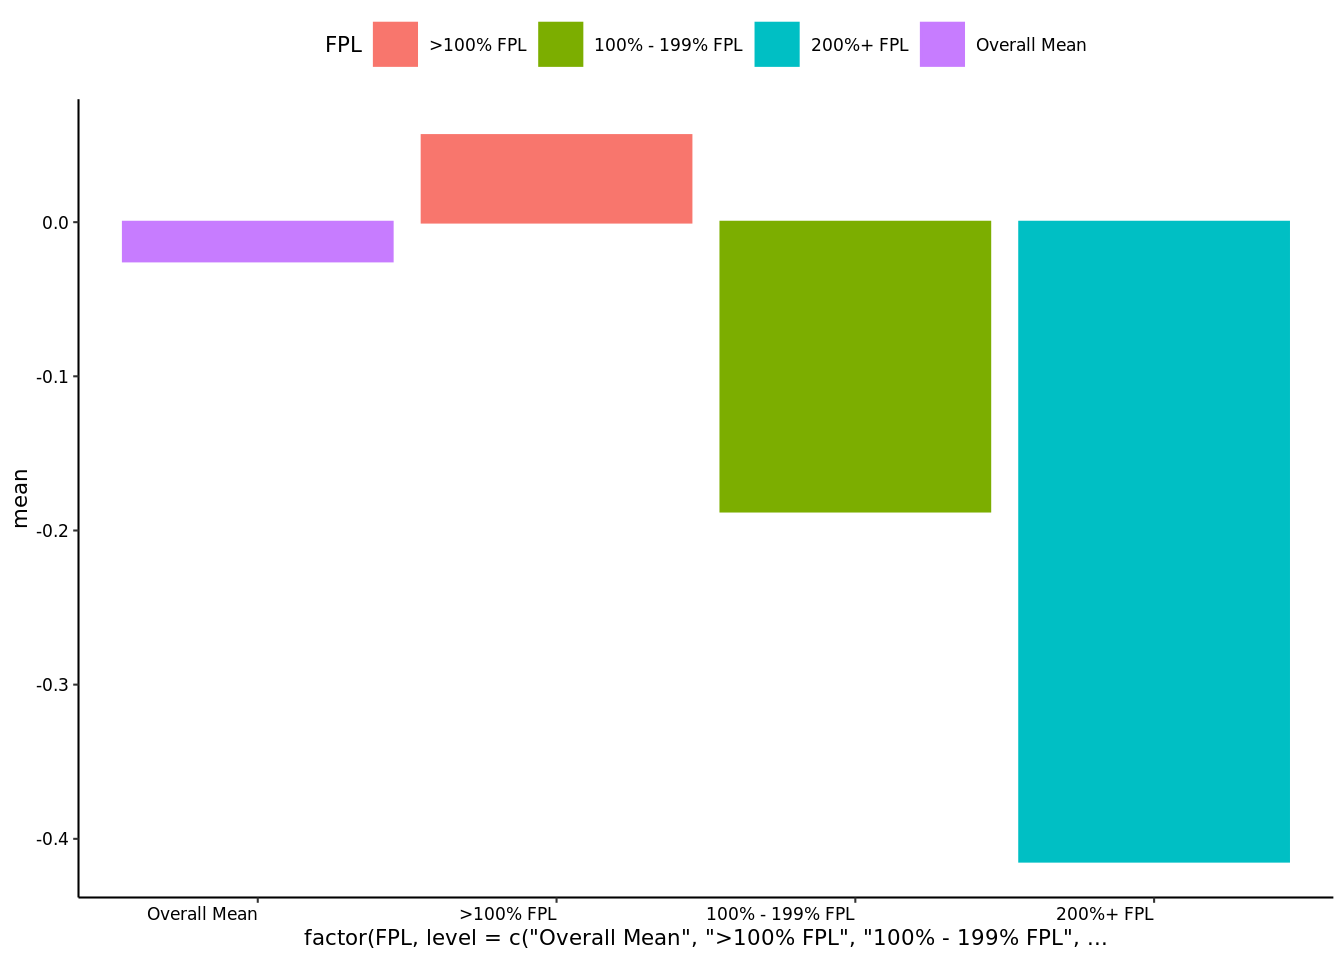 FPL >100% FPL 100% - 199% FPL 200%+ FPL Overall Mean
0.0
-0.1
-0.2
-0.3
-0.4
mean
Overall Mean >100% FPL 100% - 199% FPL 200%+ FPL
factor(FPL, level = c("Overall Mean", ">100% FPL", "100% - 199% FPL", ...